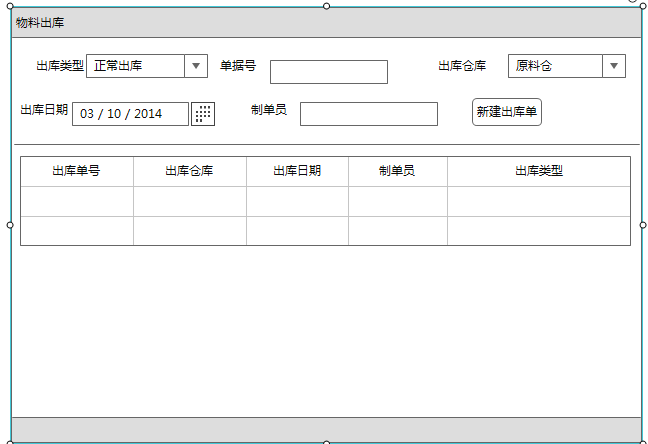 物料出库
出库类型 正常出库 单据号 出库仓库 原料仓
出库日期 03 / 10 / 2014 制单员 新建出库单
出库单号 出库仓库 出库日期 制单员 出库类型